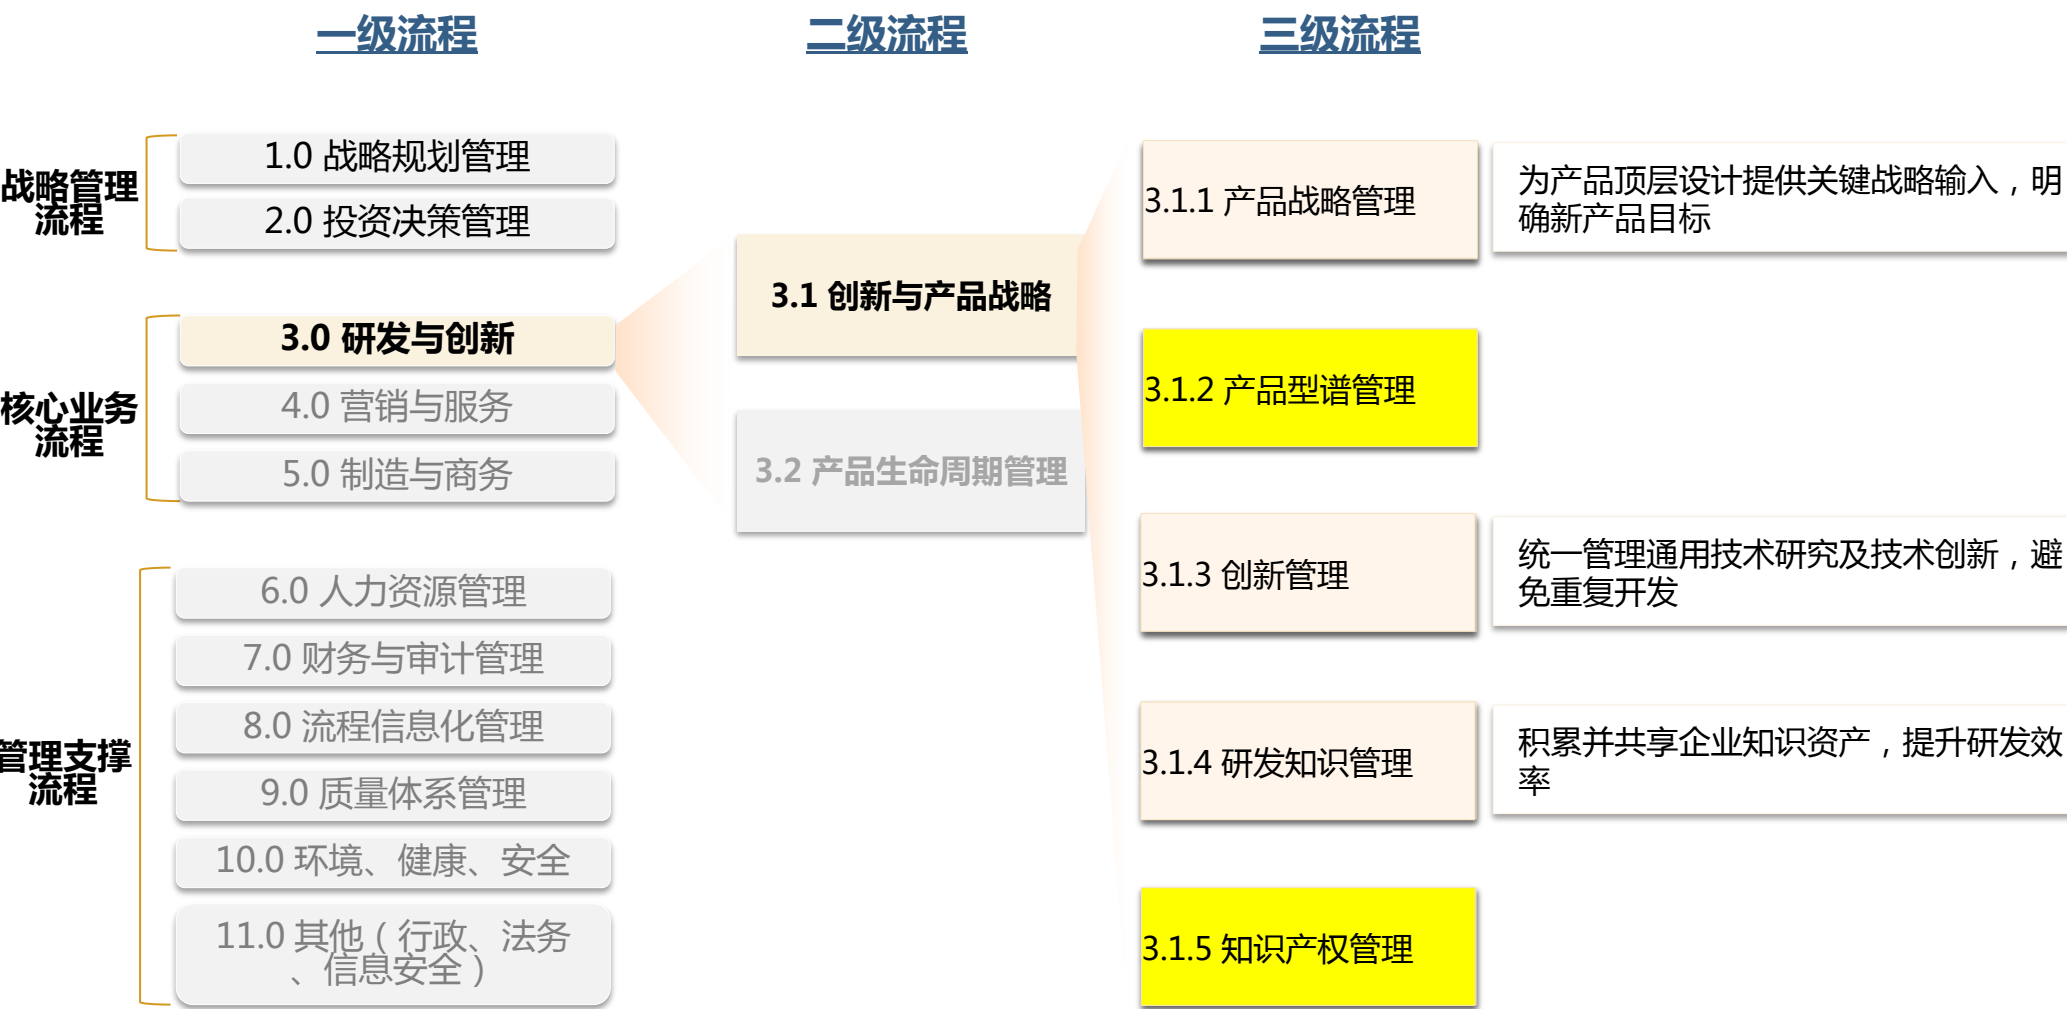 一级流程
二级流程
三级流程
战略管理
流程
1.0 战略规划管理
2.0 投资决策管理
核心业务
流程
3.0 研发与创新
4.0 营销与服务
5.0 制造与商务
管理支撑
流程
6.0 人力资源管理
7.0 财务与审计管理
8.0 流程信息化管理
9.0 质量体系管理
10.0 环境、健康、安全
11.0 其他（行政、法务
、信息安全）
3.1 创新与产品战略
3.2 产品生命周期管理
3.1.1 产品战略管理
为产品顶层设计提供关键战略输入，明
确新产品目标
3.1.2 产品型谱管理
3.1.3 创新管理
统一管理通用技术研究及技术创新，避
免重复开发
3.1.4 研发知识管理
积累并共享企业知识资产，提升研发效
率
3.1.5 知识产权管理